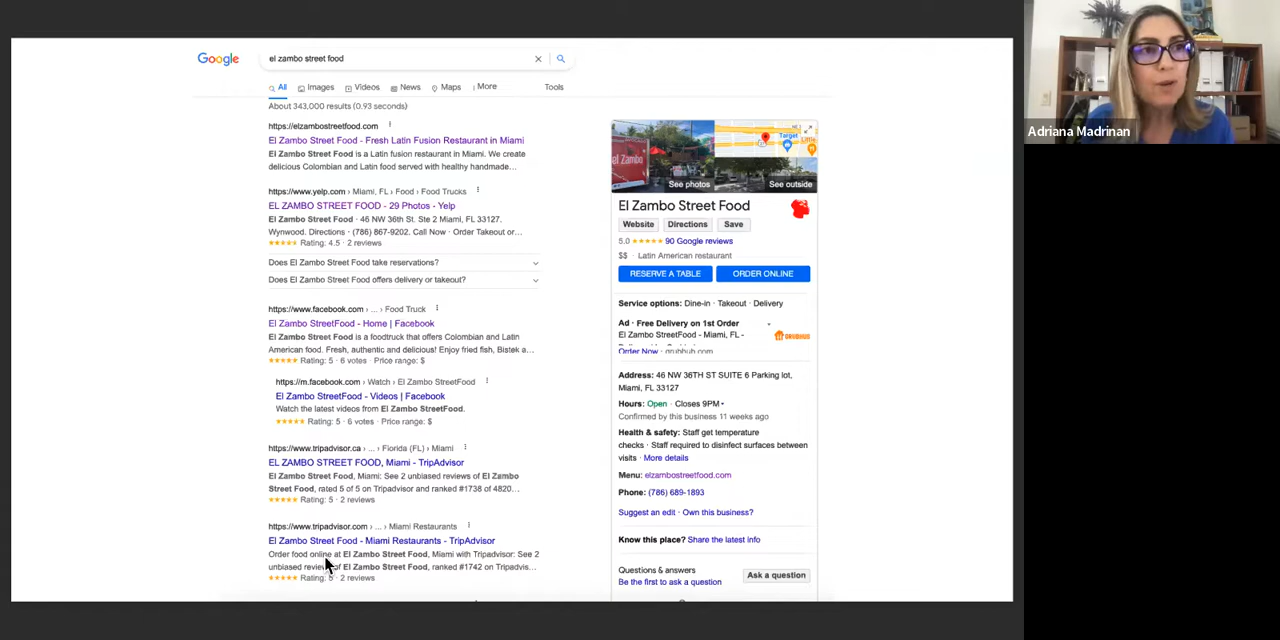 Google
el zambo street food
All Images Videos News Maps More Tools
About 343,000 results (0.93 seconds)
https://elzambostreetfood.com
El Zambo Street Food - Fresh Latin Fusion Restaurant in Miami
El Zambo Street Food is a Latin fusion restaurant in Miami. We create
delicious Colombian and Latin food served with healthy handmade...
https://www.yelp.com › Miami, FL › Food › Food Trucks
EL ZAMBO STREET FOOD - 29 Photos - Yelp
El Zambo Street Food · 46 NW 36th St. Ste 2 Miami, FL 33127.
Wynwood. Directions · (786) 867-9202. Call Now · Order Takeout or...
Rating: 4.5 · 2 reviews
Does El Zambo Street Food take reservations?
Does El Zambo Street Food offers delivery or takeout?
https://www.facebook.com › ... › Food Truck
El Zambo StreetFood - Home | Facebook
El Zambo StreetFood is a foodtruck that offers Colombian and Latin
American food. Fresh, authentic and delicious! Enjoy fried fish, Bistek a...
Rating: 5 · 6 votes · Price range: $
https://m.facebook.com › Watch › El Zambo StreetFood
El Zambo StreetFood - Videos | Facebook
Watch the latest videos from El Zambo StreetFood.
Rating: 5 · 6 votes · Price range: $
https://www.tripadvisor.ca › ... › Florida (FL) › Miami
EL ZAMBO STREET FOOD, Miami - TripAdvisor
El Zambo Street Food, Miami: See 2 unbiased reviews of El Zambo
Street Food, rated 5 of 5 on Tripadvisor and ranked #1738 of 4820...
Rating: 5 · 2 reviews
https://www.tripadvisor.com › ... › Miami Restaurants
El Zambo Street Food - Miami Restaurants - TripAdvisor
Order food online at El Zambo Street Food, Miami with Tripadvisor: See 2
unbiased reviews of El Zambo Street Food, ranked #1742 on Tripadvis...
Rating: 5 · 2 reviews
El Zambo
Target
Little
See photos
See outside
El Zambo Street Food
Website Directions Save
5.0 90 Google reviews
$$ · Latin American restaurant
RESERVE A TABLE ORDER ONLINE
Service options: Dine-in · Takeout · Delivery
Ad · Free Delivery on 1st Order
El Zambo StreetFood - Miami, FL -
GRUBHUB
Order Now · grubhub.com
Address: 46 NW 36TH ST SUITE 6 Parking lot,
Miami, FL 33127
Hours: Open · Closes 9PM
Confirmed by this business 11 weeks ago
Health & safety: Staff get temperature
checks · Staff required to disinfect surfaces between
visits · More details
Menu: elzambostreetfood.com
Phone: (786) 689-1893
Suggest an edit · Own this business?
Know this place? Share the latest info
Questions & answers
Be the first to ask a question
Ask a question
Adriana Madrinan